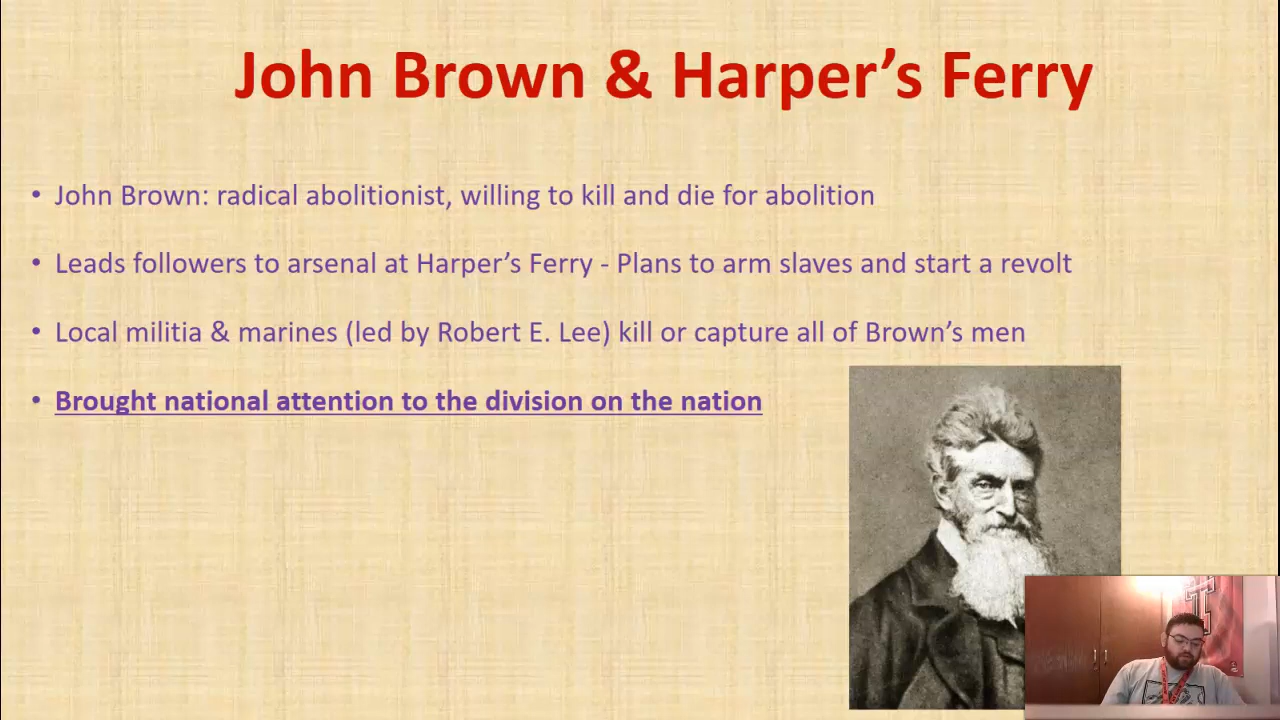 John Brown & Harper’s Ferry
• John Brown: radical abolitionist, willing to kill and die for abolition
• Leads followers to arsenal at Harper’s Ferry - Plans to arm slaves and start a revolt
• Local militia & marines (led by Robert E. Lee) kill or capture all of Brown’s men
• Brought national attention to the division on the nation